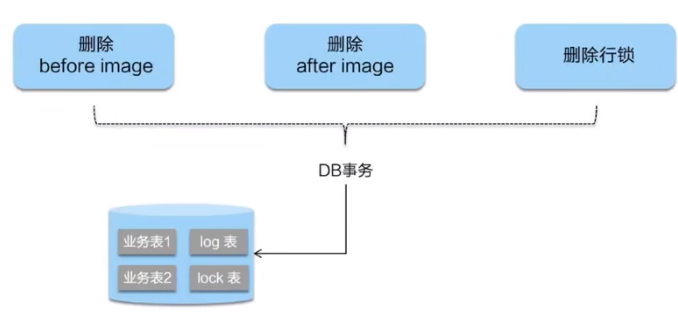 删除
before image
删除
after image
删除行锁
DB事务
业务表1
log 表
业务表2
lock 表